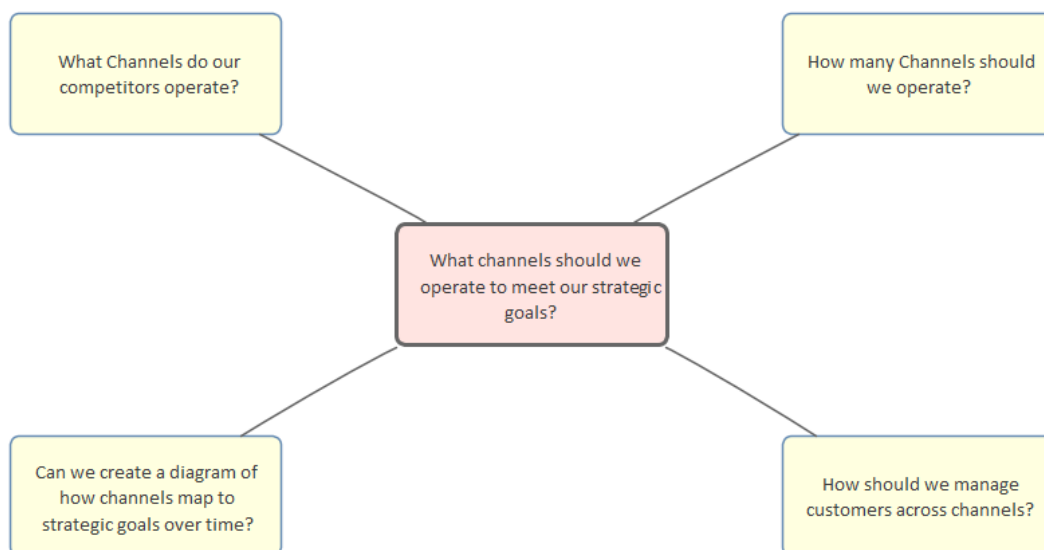 What Channels do our
competitors operate?
How many Channels should
we operate?
What channels should we
operate to meet our strategic
goals?
Can we create a diagram of
how channels map to
strategic goals over time?
How should we manage
customers across channels?